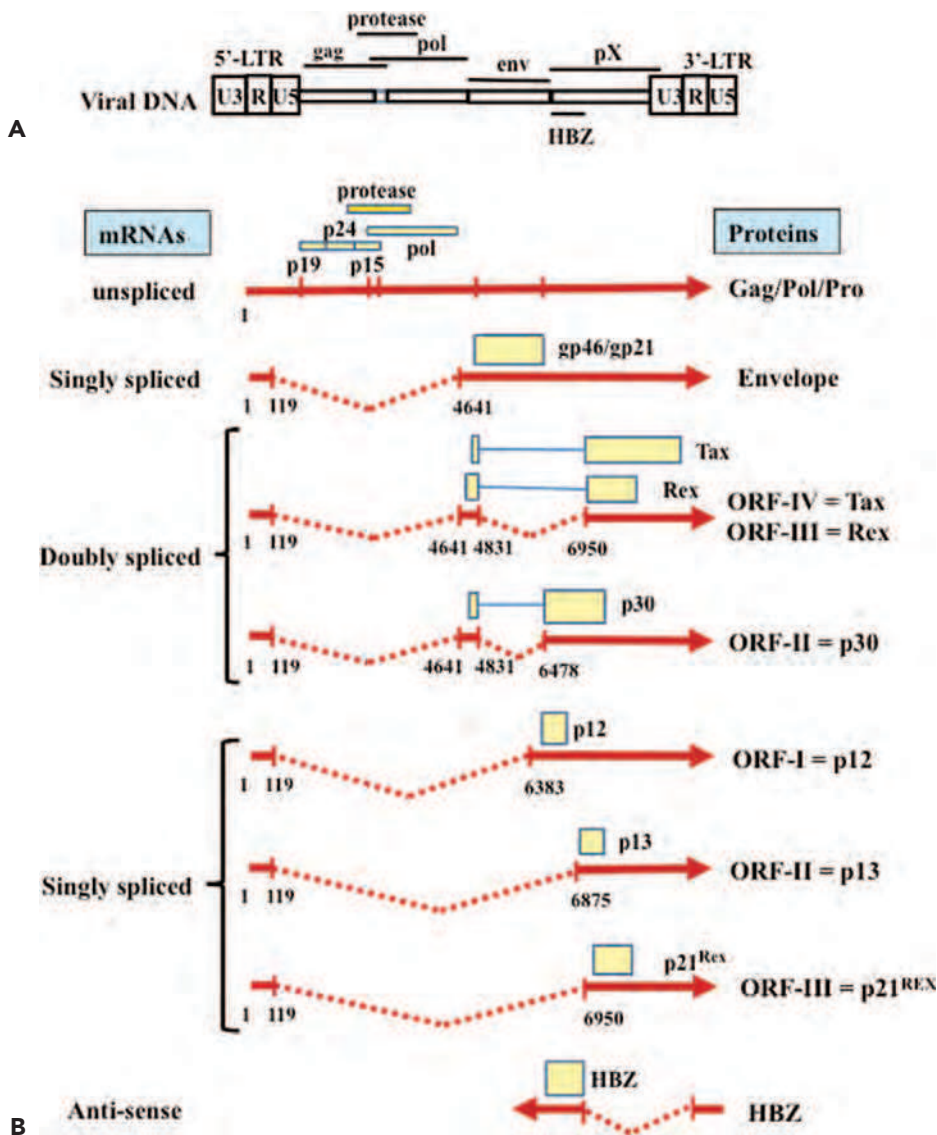 protease
gag pol
5'-LTR env pX 3'-LTR
Viral DNA U3 R U5 U3 R U5
HBZ
A
protease
mRNAs p24 pol Proteins
p19 p15
unspliced Gag/Pol/Pro
1
gp46/gp21
Singly spliced Envelope
1 119 4641
Tax
Rex
ORF-IV = Tax
ORF-III = Rex
1 119 4641 4831 6950
Doubly spliced
p30
ORF-II = p30
1 119 4641 4831 6478
p12
ORF-I = p12
1 119 6383
p13
Singly spliced ORF-II = p13
1 119 6875
p21Rex
ORF-III = p21REX
1 119 6950
HBZ
Anti-sense HBZ
B